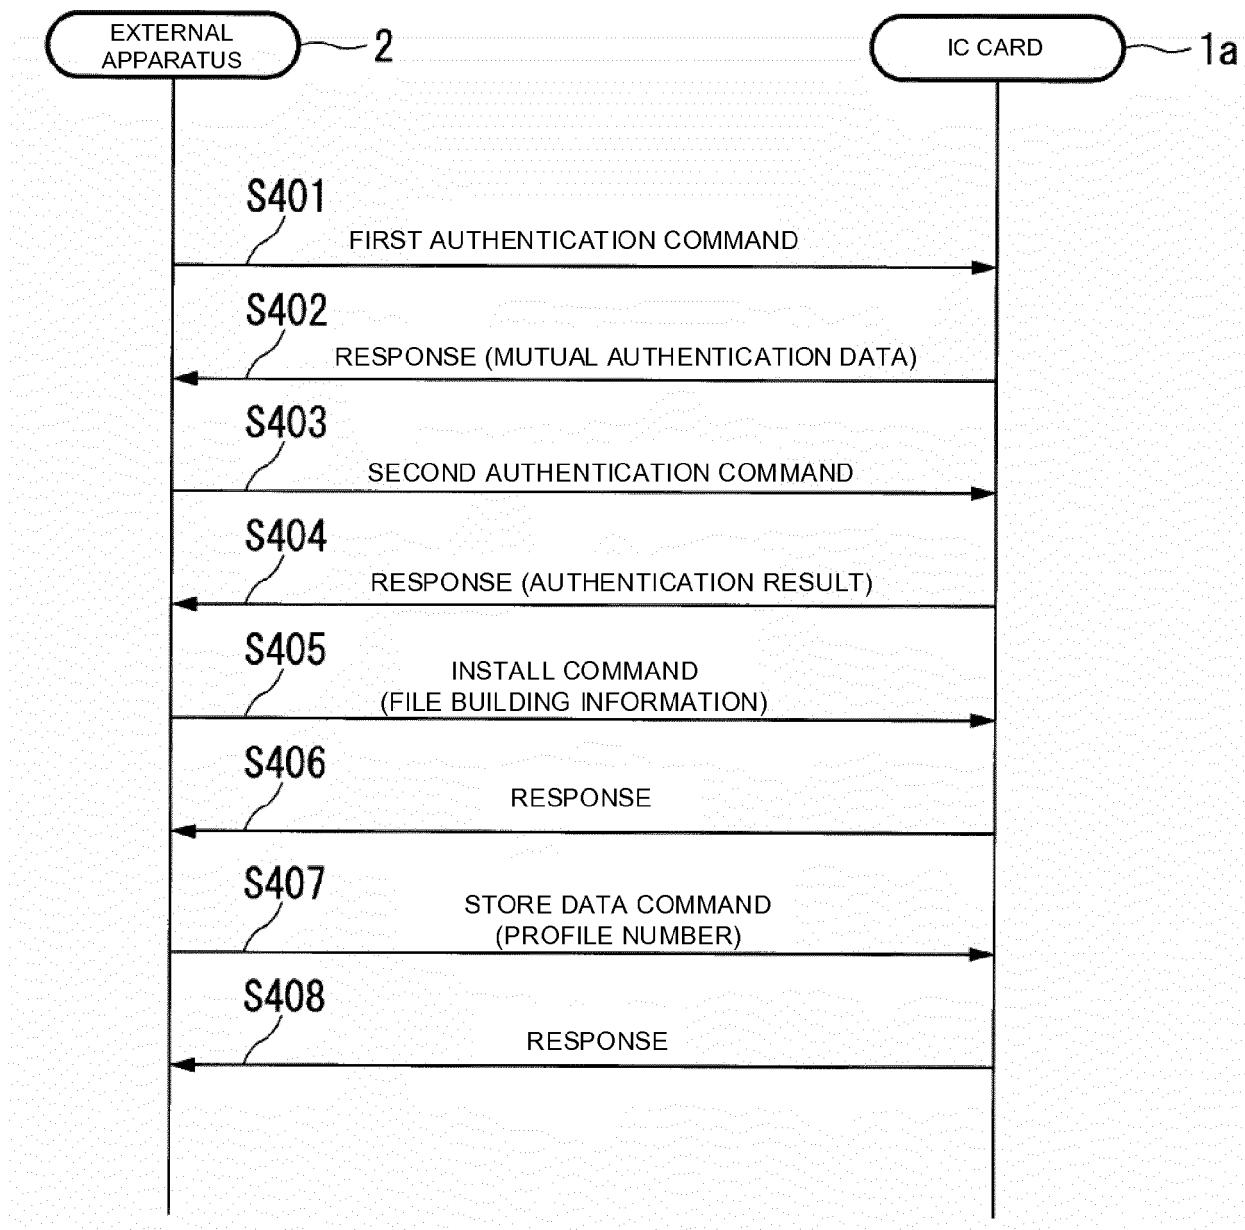 EXTERNAL
APPARATUS
2
IC CARD
1a
S401
FIRST AUTHENTICATION COMMAND
S402
RESPONSE (MUTUAL AUTHENTICATION DATA)
S403
SECOND AUTHENTICATION COMMAND
S404
RESPONSE (AUTHENTICATION RESULT)
S405
INSTALL COMMAND
(FILE BUILDING INFORMATION)
S406
RESPONSE
S407
STORE DATA COMMAND
(PROFILE NUMBER)
S408
RESPONSE